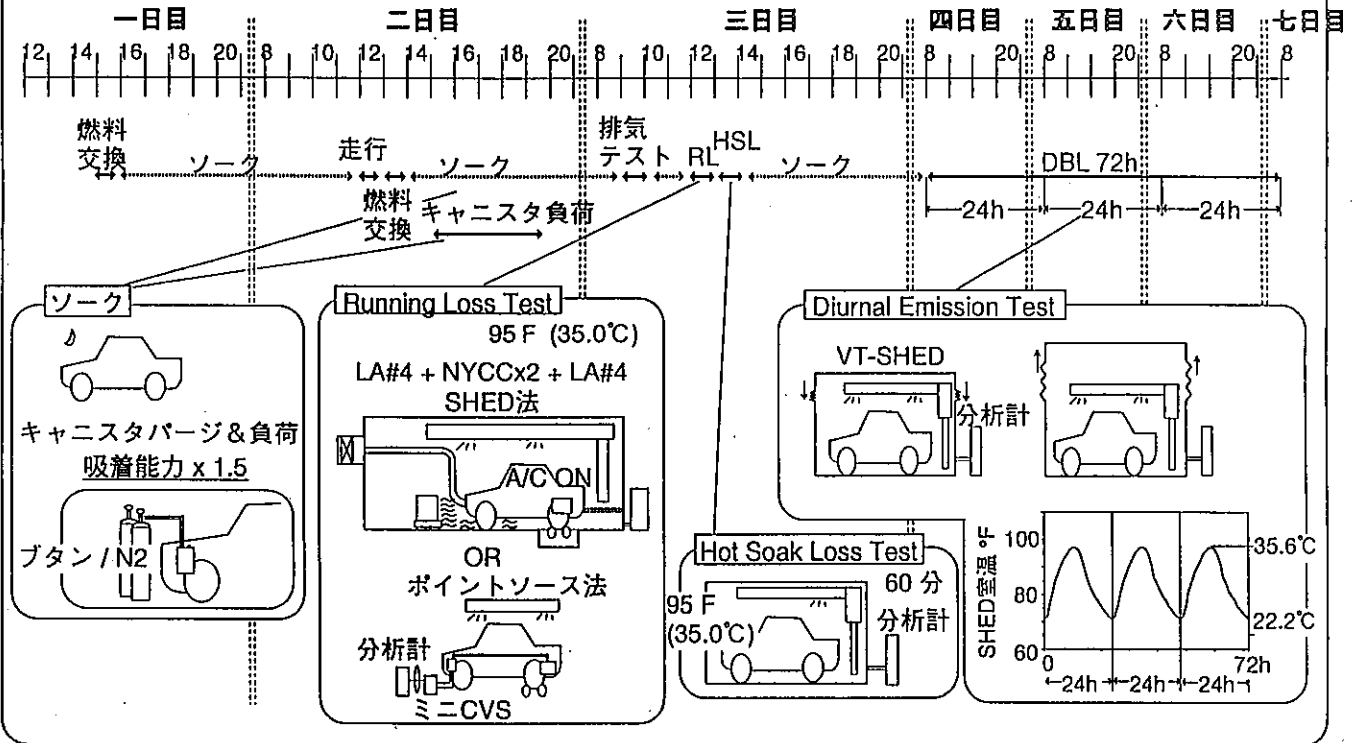 一日目 二日目 三日目 四日目 五日目 六日目 七日目
12 14 16 18 20 8 10 12 14 16 18 20 8 10 12 14 16 18 20 8 20 8 20 8 20 8
燃料
交換
ソーク
走行
ソーク
排気
テスト
RL
HSL
ソーク
DBL 72h
燃料
交換
キャニスタ負荷
24h 24h 24h
ソーク
キャニスタパージ&負荷
吸着能力 x 1.5
ブタン / N2
Running Loss Test
95 F (35.0℃)
LA#4 + NYCCx2 + LA#4
SHED法
A/C ON
OR
ポイントソース法
分析計
ミニCVS
Hot Soak Loss Test
60 分
95 F
(35.0℃)
分析計
Diurnal Emission Test
VT-SHED
分析計
SHED室温 °F
100
80
60
35.6℃
22.2℃
0 72h
24h 24h 24h